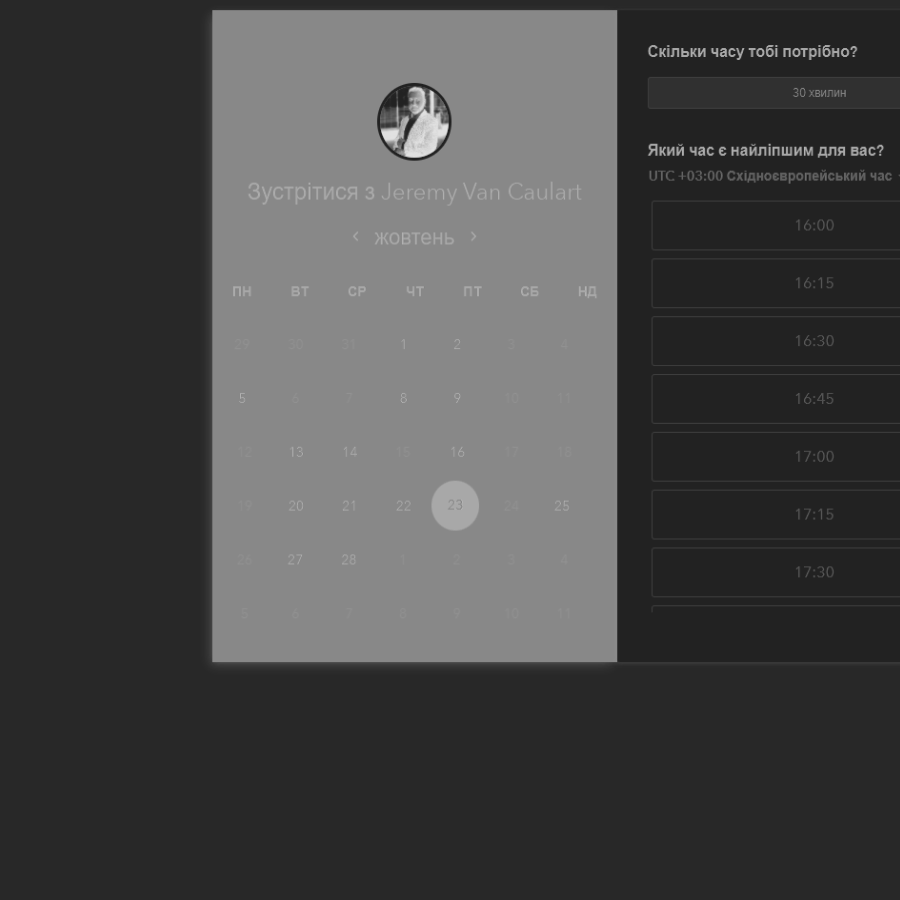 Зустрітися з Jeremy Van Caulart
‹ жовтень ›
ПН ВТ СР ЧТ ПТ СБ НД
29 30 31 1 2 3 4
5 6 7 8 9 10 11
12 13 14 15 16 17 18
19 20 21 22 23 24 25
26 27 28 1 2 3 4
5 6 7 8 9 10 11
Скільки часу тобі потрібно?
30 хвилин
Який час є найліпшим для вас?
UTC +03:00 Східноєвропейський час
16:00
16:15
16:30
16:45
17:00
17:15
17:30